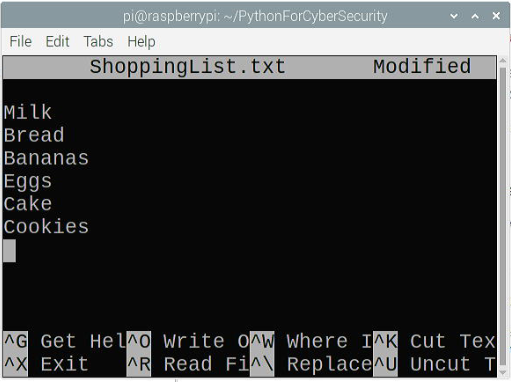 pi@raspberrypi: ~/PythonForCyberSecurity
File Edit Tabs Help
ShoppingList.txt Modified
Milk
Bread
Bananas
Eggs
Cake
Cookies
^G Get Hel^O Write O^W Where I^K Cut Tex
^X Exit ^R Read Fi^\ Replace^U Uncut T